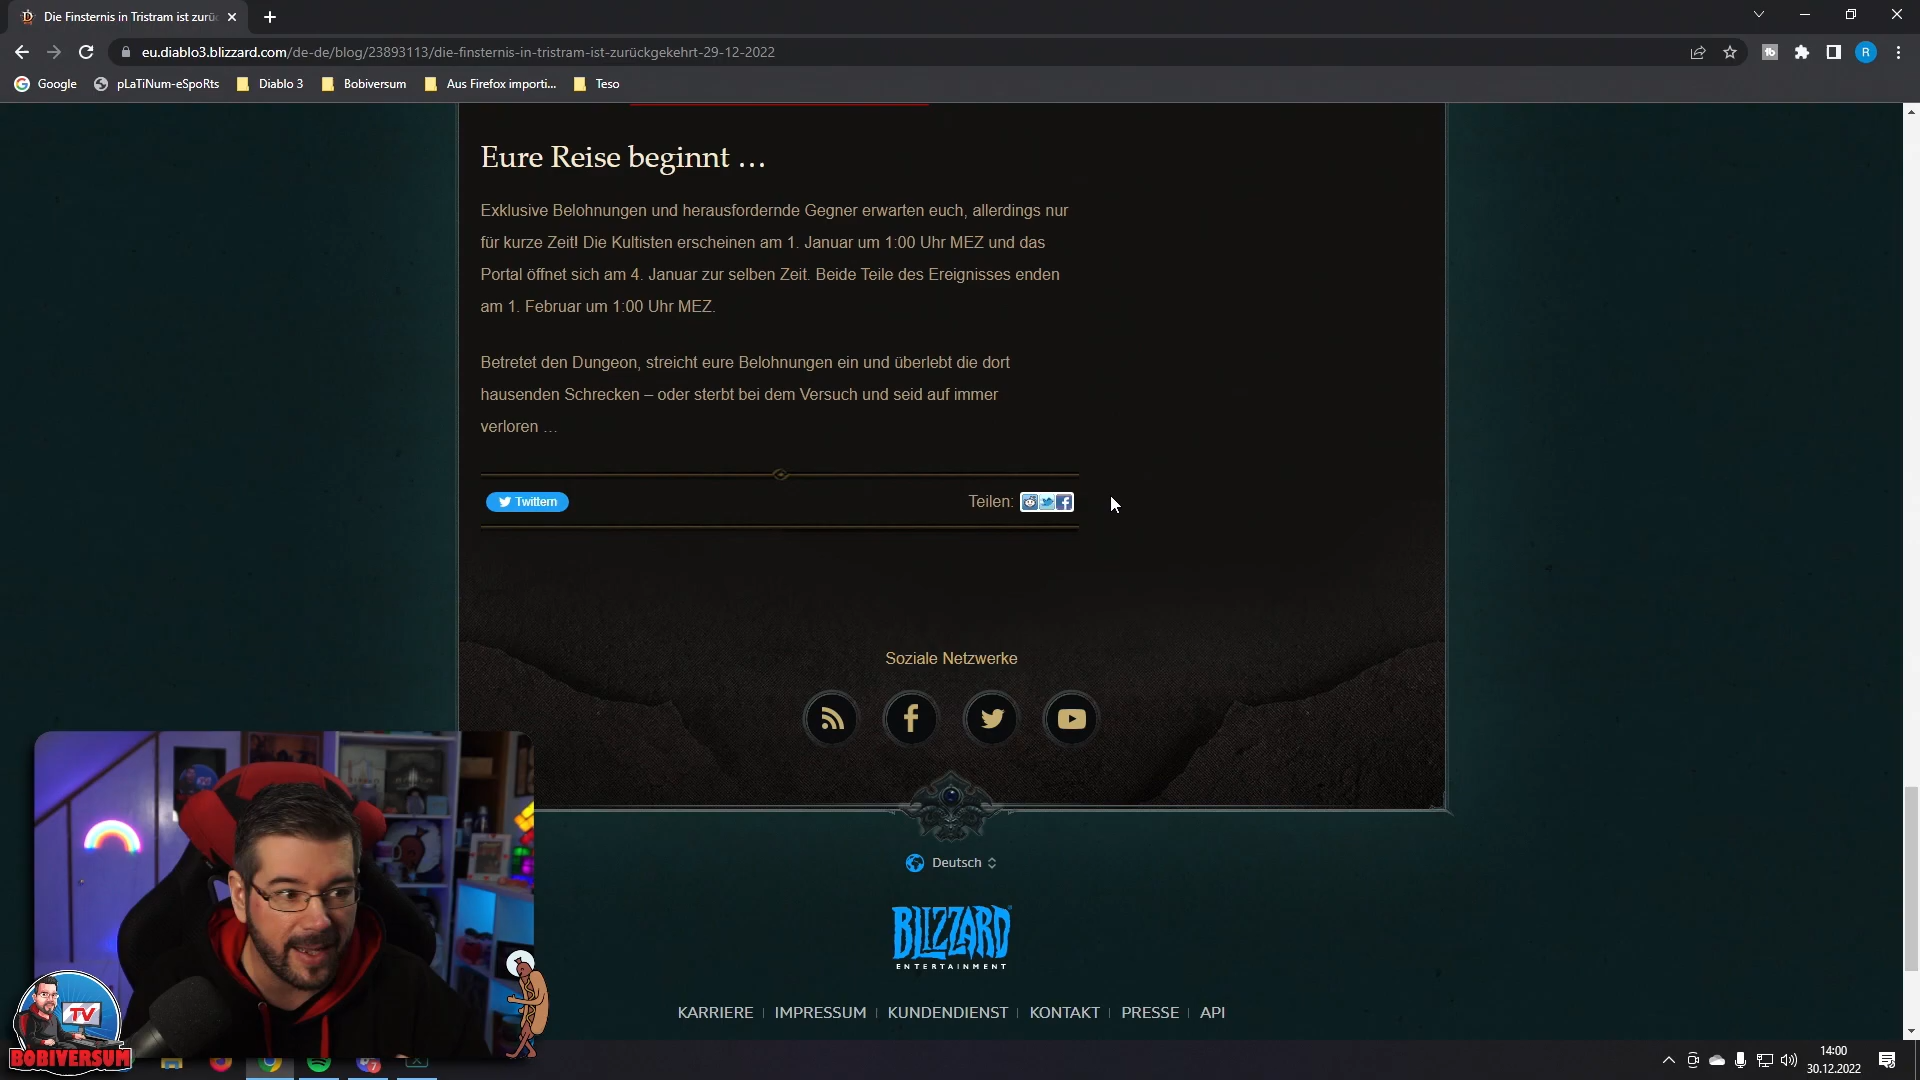 Die Finsternis in Tristram ist zurüc
eu.diablo3.blizzard.com/de-de/blog/23893113/die-finsternis-in-tristram-ist-zurückgekehrt-29-12-2022
R
Google
pLaTiNum-eSpoRts
Diablo 3
Bobiversum
Aus Firefox importi...
Teso
Eure Reise beginnt …
Exklusive Belohnungen und herausfordernde Gegner erwarten euch, allerdings nur
für kurze Zeit! Die Kultisten erscheinen am 1. Januar um 1:00 Uhr MEZ und das
Portal öffnet sich am 4. Januar zur selben Zeit. Beide Teile des Ereignisses enden
am 1. Februar um 1:00 Uhr MEZ.
Betretet den Dungeon, streicht eure Belohnungen ein und überlebt die dort
hausenden Schrecken – oder sterbt bei dem Versuch und seid auf immer
verloren …
Twittern
Teilen:
Soziale Netzwerke
Deutsch
BLIZZARD
ENTERTAINMENT
KARRIERE | IMPRESSUM | KUNDENDIENST | KONTAKT | PRESSE | API
TV
BOBIVERSUM
7
14:00
30.12.2022